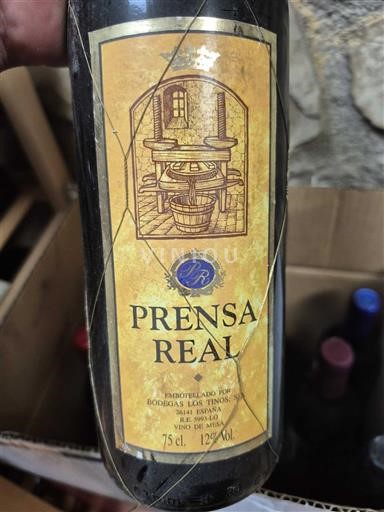 VINIOU
PR
PRENSA
REAL
EMBOTELLADO POR
BODEGAS LOS TINOS, S.A.
26141 ESPAÑA
R.E. 5993-LO
VINO DE MESA
75 cl. 12% Vol.